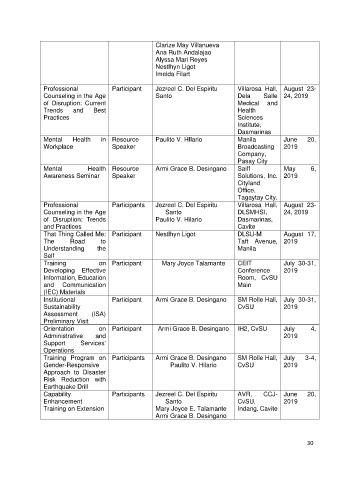 Clarize May Villanueva
Ana Ruth Andalajao
Alyssa Mari Reyes
Nestlhyn Ligot
Imelda Filart
Professional Participant Jezreel C. Del Espiritu Villarosa Hall, August 23-
Counseling in the Age Santo Dela Salle 24, 2019
of Disruption: Current Medical and
Trends and Best Health
Practices Sciences
Institute,
Dasmarinas
Mental Health in Resource Paulito V. Hilario Manila June 20,
Workplace Speaker Broadcasting 2019
Company,
Pasay City
Mental Health Resource Armi Grace B. Desingano Saiff May 6,
Awareness Seminar Speaker Solutions, Inc. 2019
Cityland
Office,
Tagaytay City.
Professional Participants Jezreel C. Del Espiritu Villarosa Hall, August 23-
Counseling in the Age Santo DLSMHSI, 24, 2019
of Disruption: Trends Paulito V. Hilario Dasmarinas,
and Practices Cavite
That Thing Called Me: Participant Nestlhyn Ligot DLSU-M August 17,
The Road to Taft Avenue, 2019
Understanding the Manila
Self
Training on Participant Mary Joyce Talamante CEIT July 30-31,
Developing Effective Conference 2019
Information, Education Room, CvSU
and Communication Main
(IEC) Materials
Institutional Participant Armi Grace B. Desingano SM Rolle Hall, July 30-31,
Sustainability CvSU 2019
Assessment (ISA)
Preliminary Visit
Orientation on Participant Armi Grace B. Desingano IH2, CvSU July 4,
Administrative and 2019
Support Services'
Operations
Training Program on Participants Armi Grace B. Desingano SM Rolle Hall, July 3-4,
Gender-Responsive Paulito V. Hilario CvSU 2019
Approach to Disaster
Risk Reduction with
Earthquake Drill
Capability Participants Jezreel C. Del Espiritu AVR, CCJ- June 20,
Enhancement Santo CvSU, 2019
Training on Extension Mary Joyce E. Talamante Indang, Cavite
Armi Grace B. Desingano
30